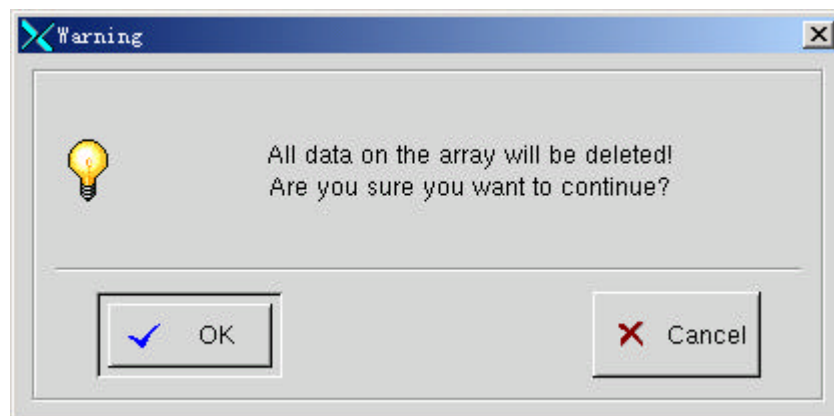 Warning
All data on the array will be deleted!
Are you sure you want to continue?
OK
Cancel